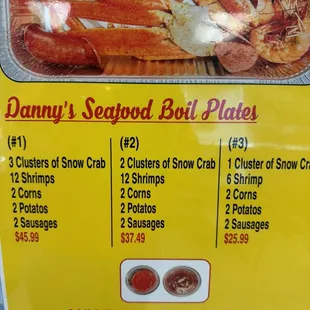 Danny's Seafood Boil Plates
(#1)
3 Clusters of Snow Crab
12 Shrimps
2 Corns
2 Potatos
2 Sausages
$45.99
(#2)
2 Clusters of Snow Crab
12 Shrimps
2 Corns
2 Potatos
2 Sausages
$37.49
(#3)
1 Cluster of Snow Cra
6 Shrimp
2 Corns
2 Potatos
2 Sausages
$25.99